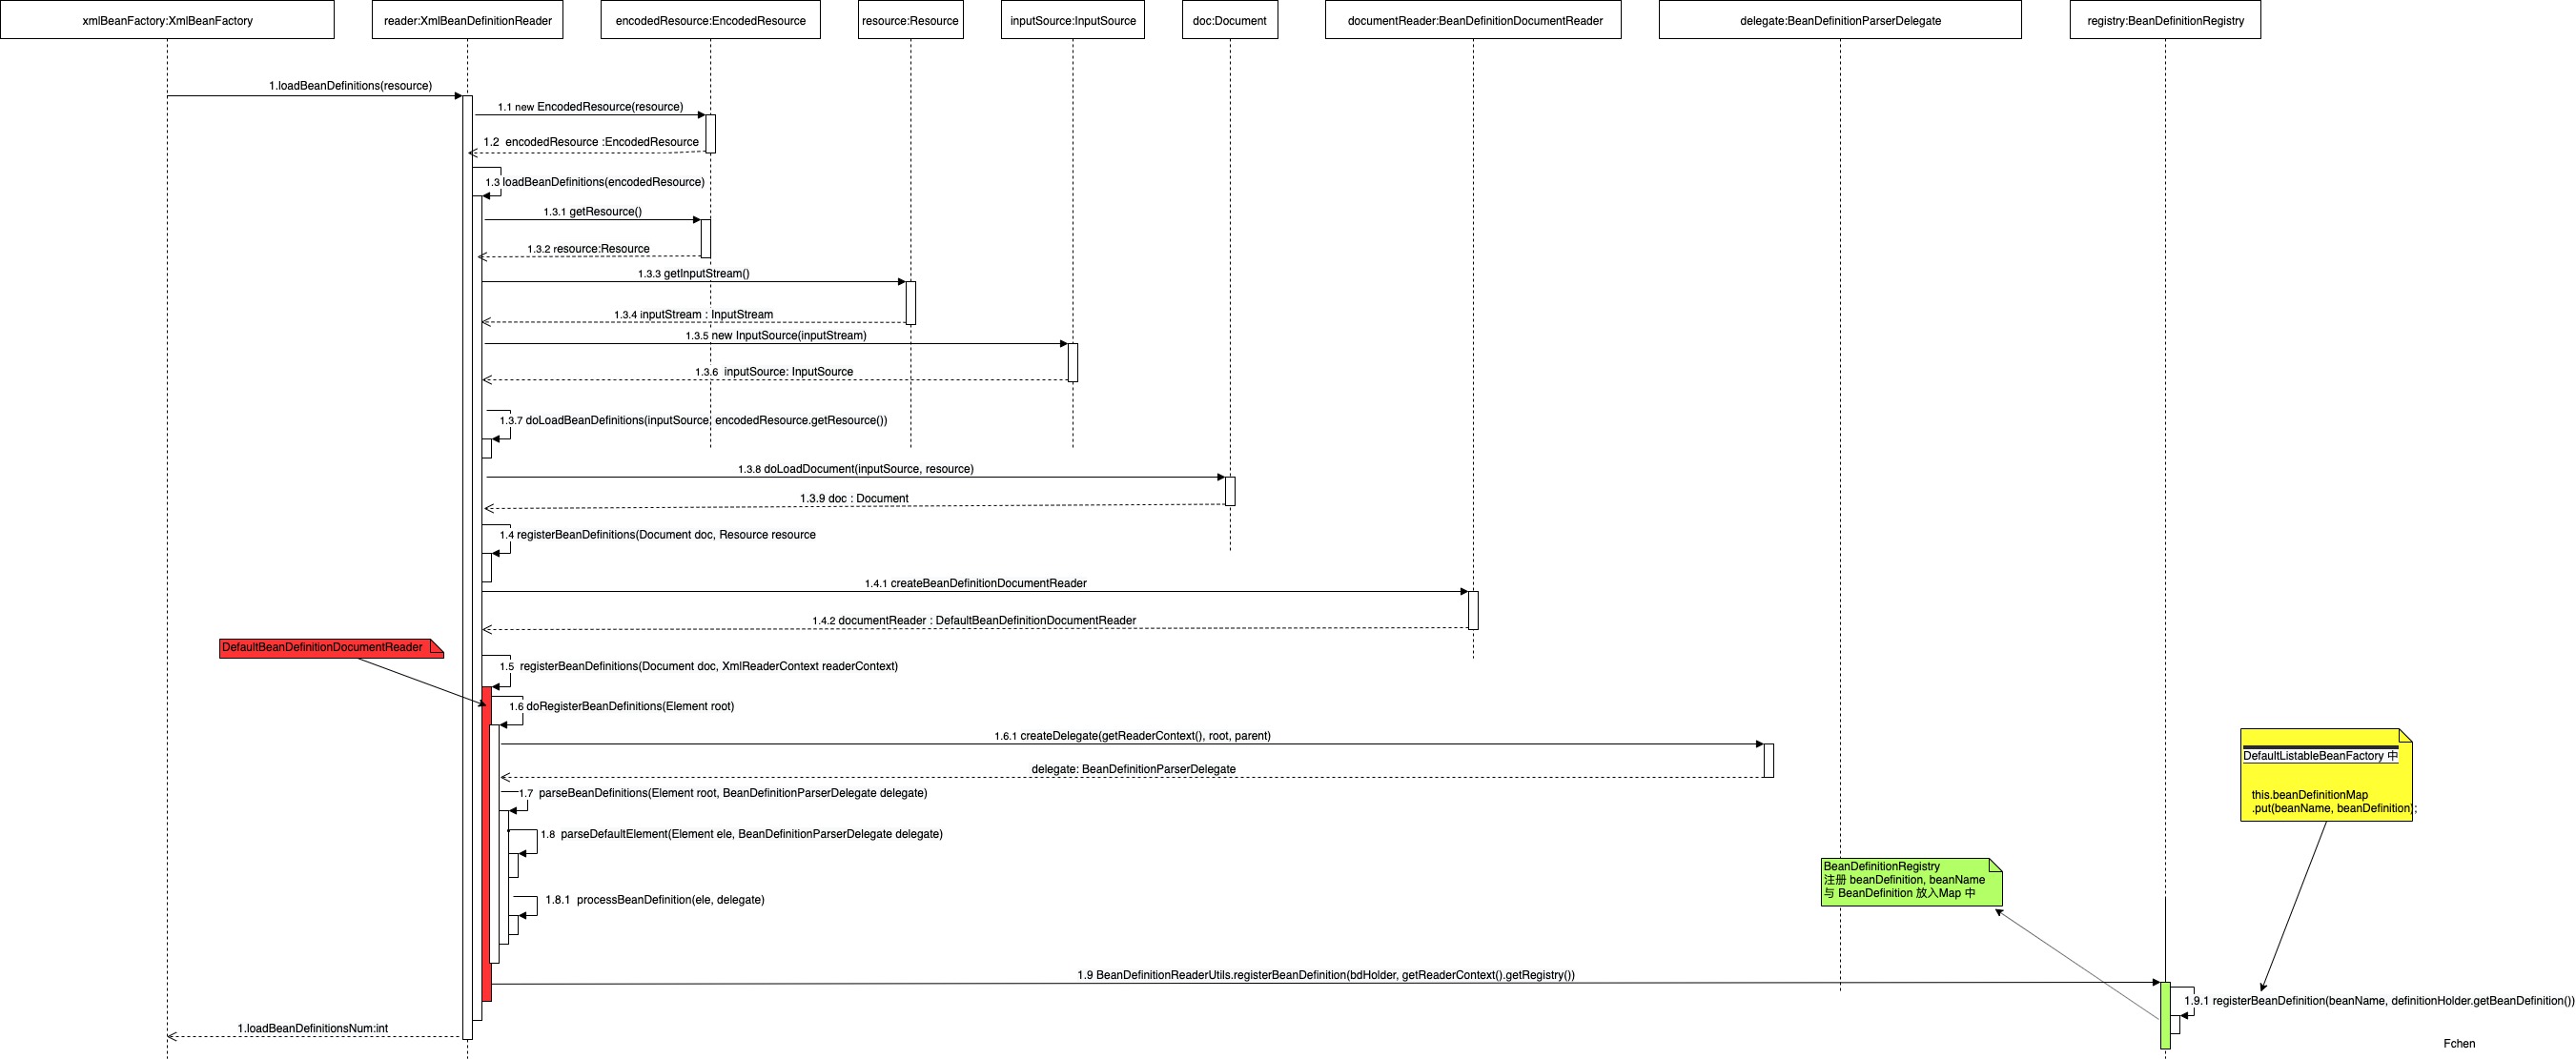 xmlBeanFactory:XmlBeanFactory
reader:XmlBeanDefinitionReader
encodedResource:EncodedResource
resource:Resource
inputSource:InputSource
doc:Document
documentReader:BeanDefinitionDocumentReader
delegate:BeanDefinitionParserDelegate
registry:BeanDefinitionRegistry
1.loadBeanDefinitions(resource)
1.1 new EncodedResource(resource)
1.2 encodedResource :EncodedResource
1.3 loadBeanDefinitions(encodedResource)
1.3.1 getResource()
1.3.2 resource:Resource
1.3.3 getInputStream()
1.3.4 inputStream : InputStream
1.3.5 new InputSource(inputStream)
1.3.6 inputSource: InputSource
1.3.7 doLoadBeanDefinitions(inputSource, encodedResource.getResource())
1.3.8 doLoadDocument(inputSource, resource)
1.3.9 doc : Document
1.4 registerBeanDefinitions(Document doc, Resource resource
1.4.1 createBeanDefinitionDocumentReader
1.4.2 documentReader : DefaultBeanDefinitionDocumentReader
DefaultBeanDefinitionDocumentReader
1.5 registerBeanDefinitions(Document doc, XmlReaderContext readerContext)
1.6 doRegisterBeanDefinitions(Element root)
1.6.1 createDelegate(getReaderContext(), root, parent)
delegate: BeanDefinitionParserDelegate
1.7 parseBeanDefinitions(Element root, BeanDefinitionParserDelegate delegate)
DefaultListableBeanFactory 中
this.beanDefinitionMap
.put(beanName, beanDefinition);
1.8 parseDefaultElement(Element ele, BeanDefinitionParserDelegate delegate)
BeanDefinitionRegistry
注册 beanDefinition, beanName
与 BeanDefinition 放入Map 中
1.8.1 processBeanDefinition(ele, delegate)
1.9 BeanDefinitionReaderUtils.registerBeanDefinition(bdHolder, getReaderContext().getRegistry())
1.9.1 registerBeanDefinition(beanName, definitionHolder.getBeanDefinition())
1.loadBeanDefinitionsNum:int
Fchen